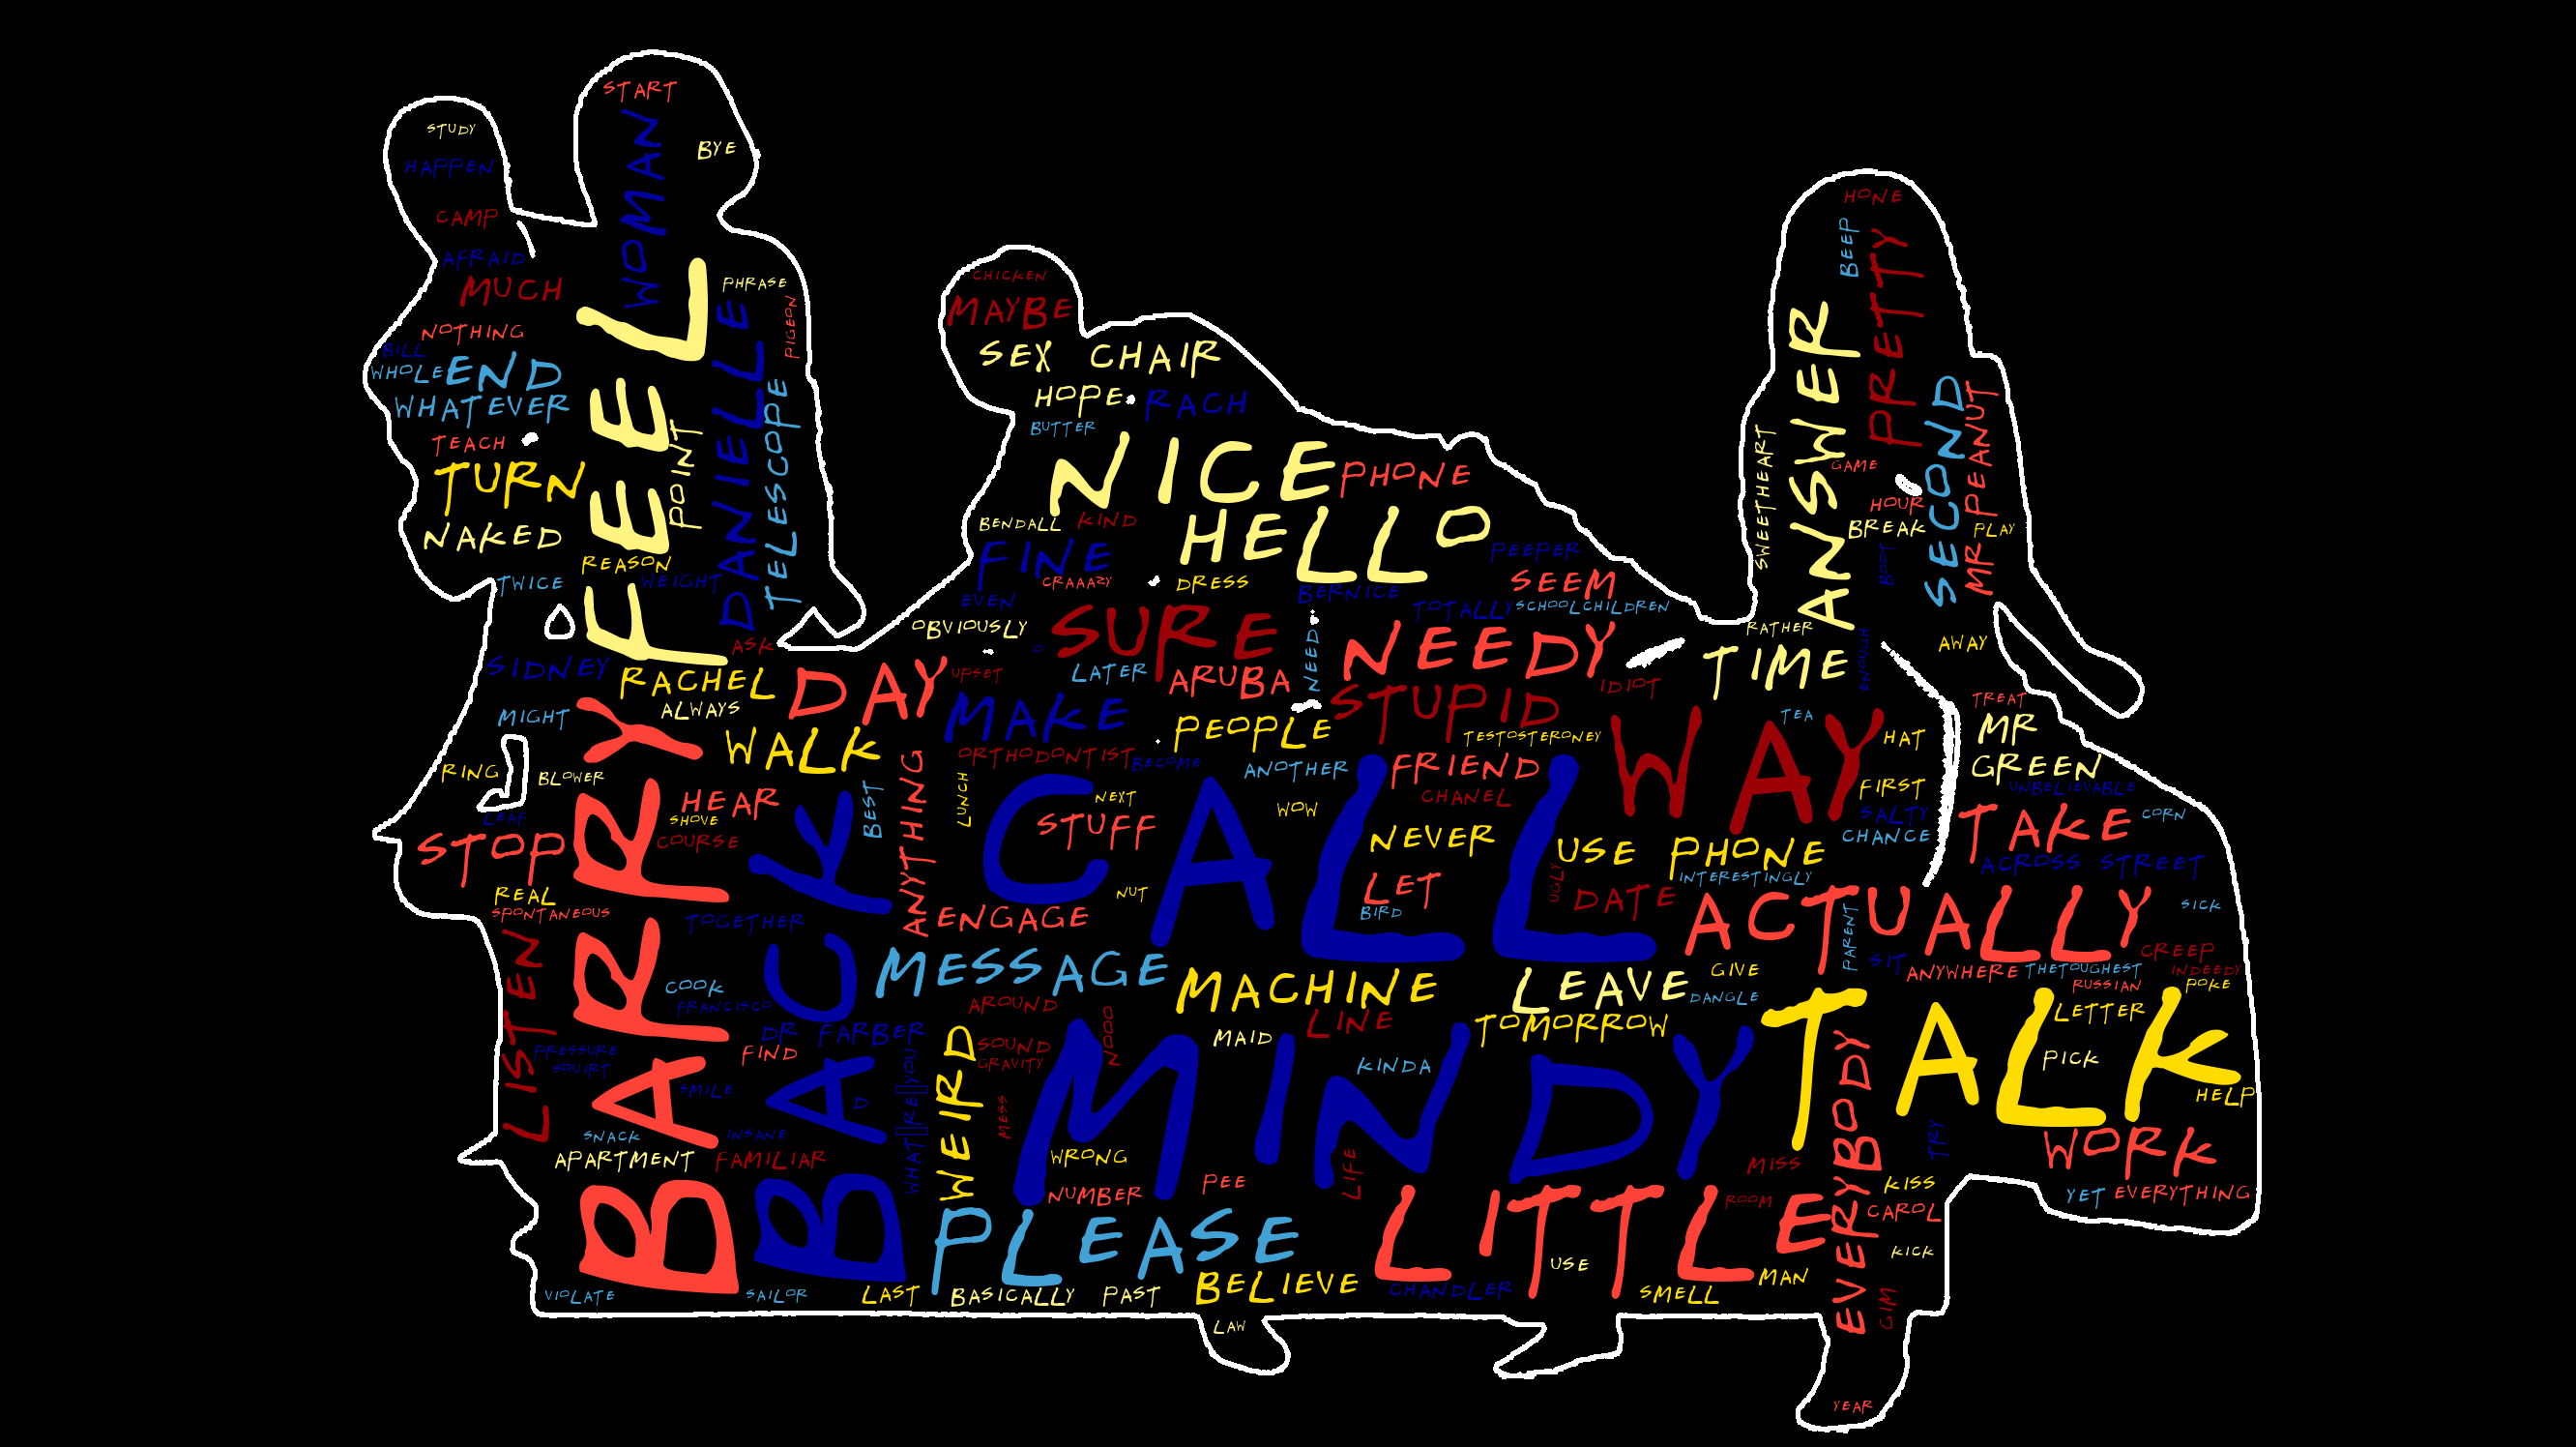 START
STUDY
BYE
WOMAN
HAPPEN
CAMP
AFRAID
MUCH
PHRASE
NOTHING
BILL
WHOLE
END
WHATEVER
TEACH
TURN
NAKED
TWICE
FEEL
POINT
REASON
WEIGHT
DANIELLE
TELESCOPE
PIGEON
ASK
CHICKEN
MAYBE
SEX
CHAIR
HOPE
RACH
BUTTER
NICE
PHONE
BENDALL
KIND
HELLO
FINE
CRAAAZY
DRESS
PEEPER
SEEM
EVEN
BERNICE
TOTALLY
SCHOOLCHILDREN
OBVIOUSLY
D
SURE
NEED
NEEDY
UPSET
LATER
ARUBA
IDIOT
HONE
BEEP
PRETTY
ANSWER
SWEETHEART
GAME
SECOND
MR PEANUT
HOUR
BREAK
PLAY
BOOT
RATHER
ENOUGH
AWAY
TIME
SIDNEY
RACHEL
DAY
ALWAYS
MIGHT
WALK
MAKE
PEOPLE
STUPID
TESTOSTERONEY
TEA
WAY
HAT
TREAT
MR
GREEN
RING
BLOWER
ORTHODONTIST
BECOME
ANOTHER
FRIEND
FIRST
UNBELIEVABLE
BARRY
HEAR
SHOVE
COURSE
BEST
ANYTHING
LUNCH
NEXT
STUFF
CALL
WOW
CHANEL
NEVER
USE PHONE
SALTY
CHANCE
TAKE
CORN
LEAF
STOP
REAL
SPONTANEOUS
BACK
TOGETHER
ENGAGE
NUT
LET
BIRD
UGLY
DATE
INTERESTINGLY
ACROSS STREET
ACTUALLY
SICK
LISTEN
COOK
FRANCISCO
MESSAGE
MACHINE
LEAVE
GIVE
DANGLE
PARENT
SIT
ANYWHERE
THETOUGHEST
CREEP
INDEEDY
RUSSIAN
POKE
DR FARBER
FIND
AROUND
SOUND
GRAVITY
NOOO
MAID
LINE
TOMORROW
KINDA
TALK
LETTER
PICK
HELP
PRESSURE
SQUIRT
SMILE
D
WHAT[]RE[]YOU
WEIRD
MESS
MINDY
EVERYBODY
TRY
WORK
SNACK
INSANE
APARTMENT
FAMILIAR
WRONG
NUMBER
PEE
LIFE
MISS
ROOM
KISS
CAROL
YET
EVERYTHING
PLEASE
LITTLE
USE
KICK
VIOLATE
SAILOR
LAST
BASICALLY
PAST
BELIEVE
CHANDLER
SMELL
MAN
GIM
LAW
YEAR